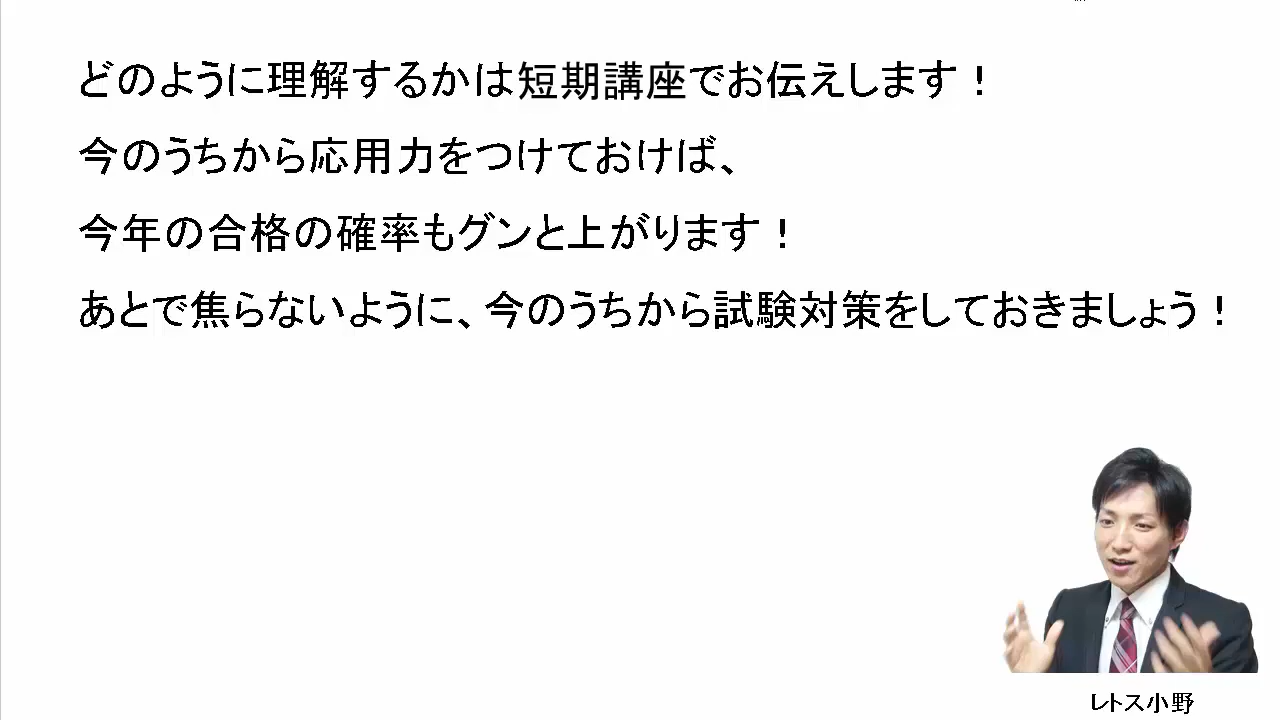 どのように理解するかは短期講座でお伝えします！
今のうちから応用力をつけておけば、
今年の合格の確率もグンと上がります！
あとで焦らないように、今のうちから試験対策をしておきましょう！
レトス小野